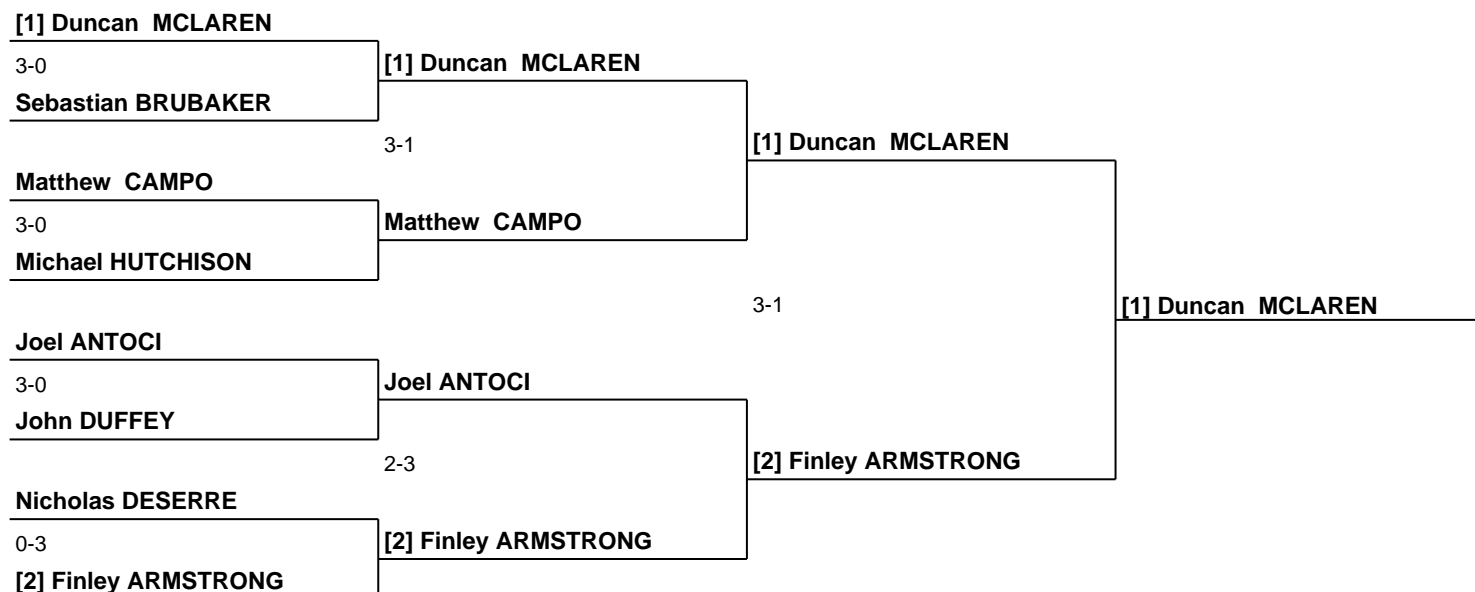 [1] Duncan MCLAREN
3-0
[1] Duncan MCLAREN
Sebastian BRUBAKER
3-1
[1] Duncan MCLAREN
Matthew CAMPO
3-0
Matthew CAMPO
Michael HUTCHISON
3-1
[1] Duncan MCLAREN
Joel ANTOCI
3-0
Joel ANTOCI
John DUFFEY
2-3
[2] Finley ARMSTRONG
Nicholas DESERRE
0-3
[2] Finley ARMSTRONG
[2] Finley ARMSTRONG